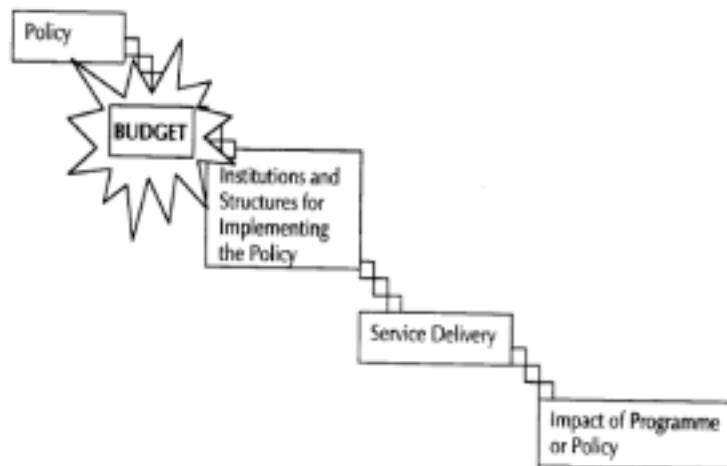 Policy
BUDGET
Institutions and
Structures for
Implementing
the Policy
Service Delivery
Impact of Programme
or Policy